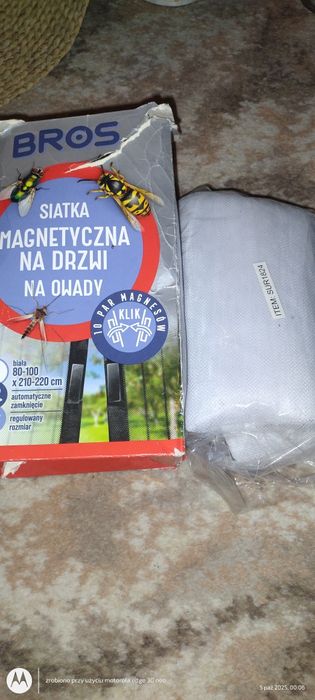 BROS
SIATKA
MAGNETYCZNA
NA DRZWI
NA OWADY
10 PAR MAGNESÓW
KLIK
biała
80-100
x 210-220 cm
automatyczne
zamknięcie
regulowany
rozmiar
ITEM: SUR1824
zrobiono przy użyciu motorola edge 30 neo
5 paź 2025, 00:06